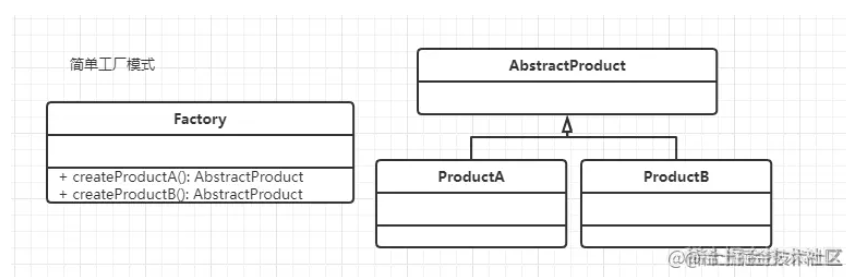 简单工厂模式
AbstractProduct
Factory
+ createProductA(): AbstractProduct
+ createProductB(): AbstractProduct
ProductA
ProductB
@稀土掘金技术社区